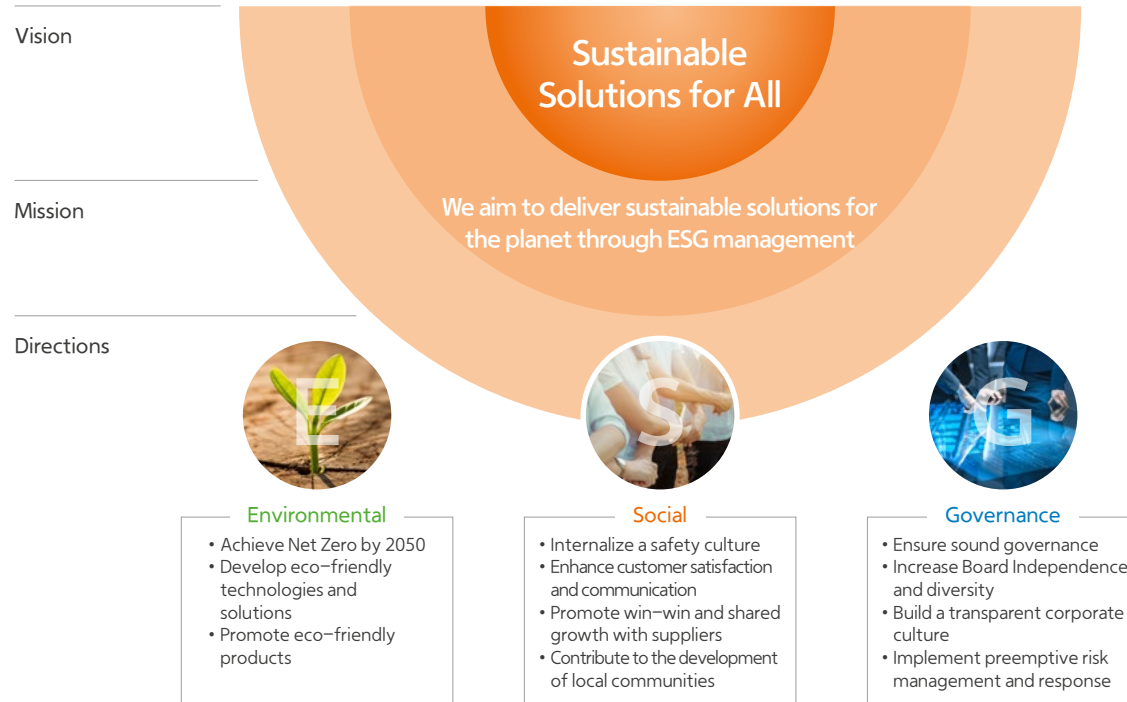 Vision
Sustainable
Solutions for All
Mission
We aim to deliver sustainable solutions for
the planet through ESG management
Directions
E
S
G
Environmental
• Achieve Net Zero by 2050
• Develop eco-friendly
technologies and
solutions
• Promote eco-friendly
products
Social
• Internalize a safety culture
• Enhance customer satisfaction
and communication
• Promote win-win and shared
growth with suppliers
• Contribute to the development
of local communities
Governance
• Ensure sound governance
• Increase Board Independence
and diversity
• Build a transparent corporate
culture
• Implement preemptive risk
management and response